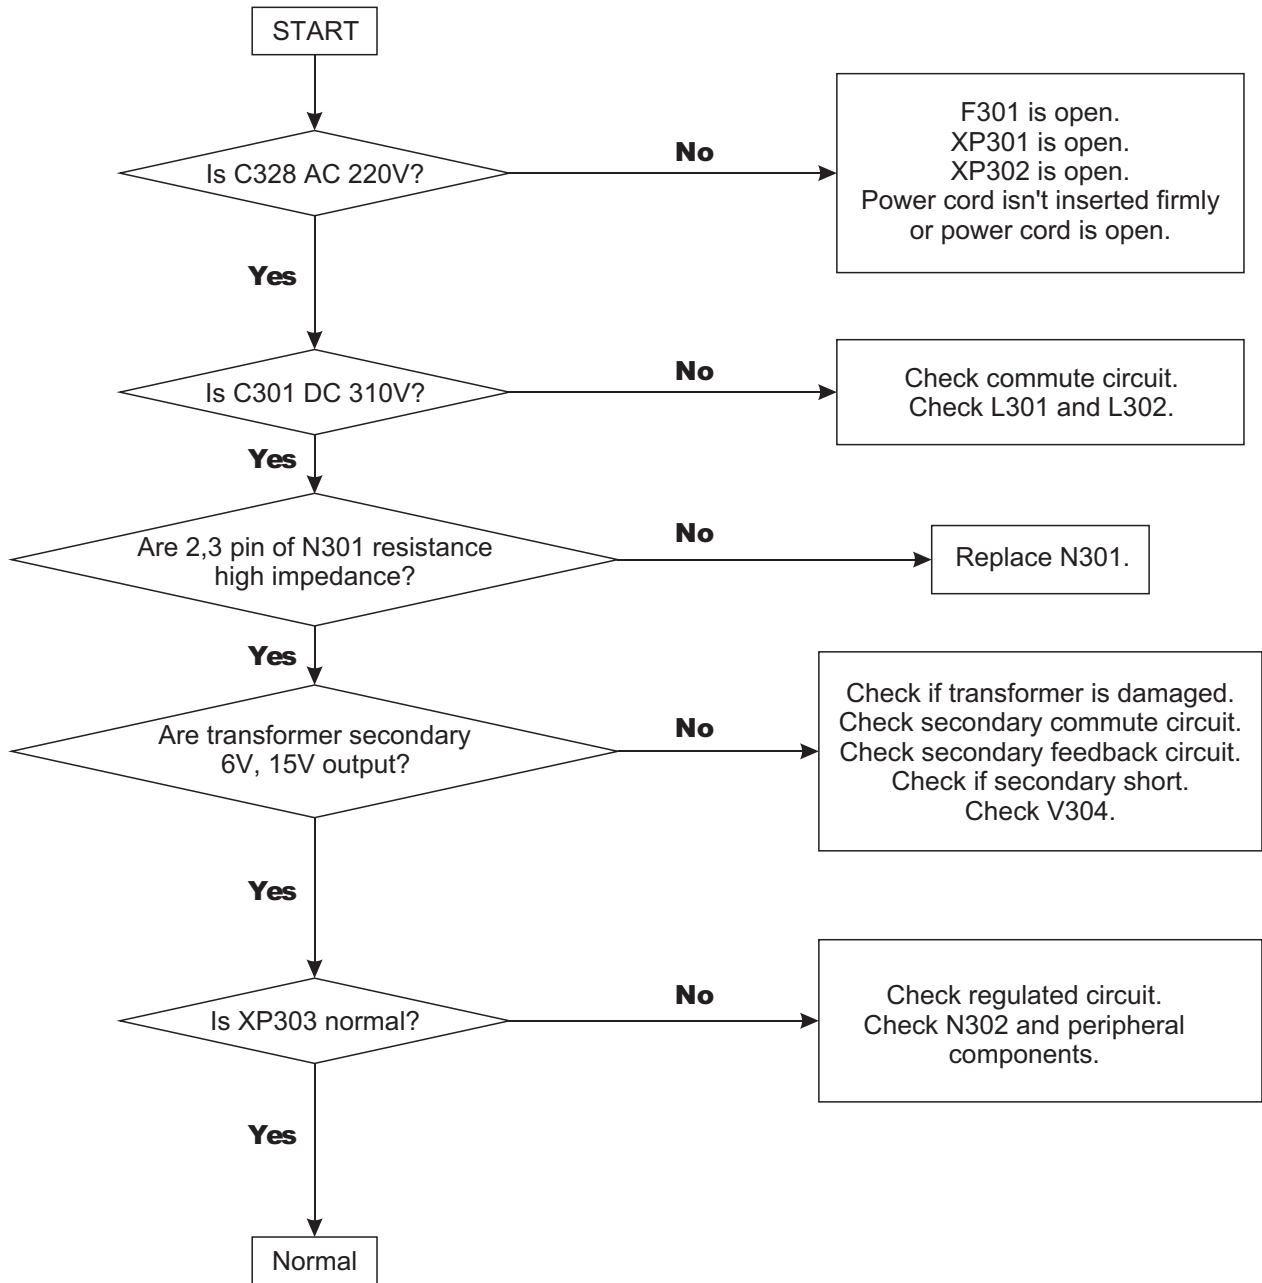 START
Is C328 AC 220V?
No
F301 is open.
XP301 is open.
XP302 is open.
Power cord isn't inserted firmly
or power cord is open.
Yes
Is C301 DC 310V?
No
Check commute circuit.
Check L301 and L302.
Yes
Are 2,3 pin of N301 resistance
high impedance?
No
Replace N301.
Yes
Are transformer secondary
6V, 15V output?
No
Check if transformer is damaged.
Check secondary commute circuit.
Check secondary feedback circuit.
Check if secondary short.
Check V304.
Yes
Is XP303 normal?
No
Check regulated circuit.
Check N302 and peripheral
components.
Yes
Normal